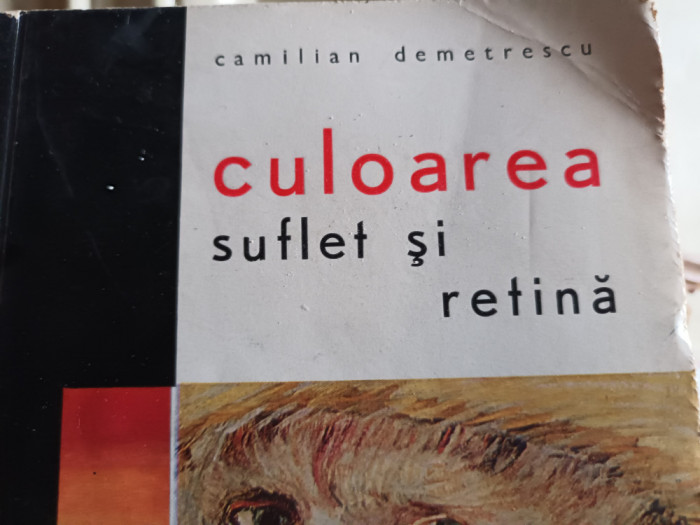 camilian demetrescu
culoarea
suflet şi
retină